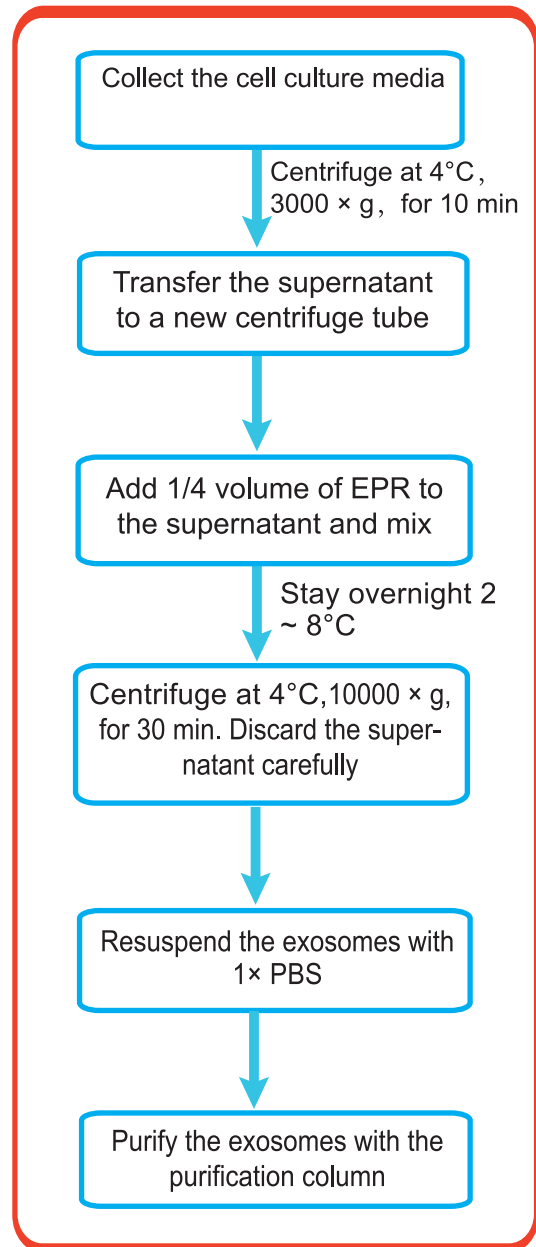 Collect the cell culture media
Centrifuge at 4°C,
3000 × g, for 10 min
Transfer the supernatant
to a new centrifuge tube
Add 1/4 volume of EPR to
the supernatant and mix
Stay overnight 2
~ 8°C
Centrifuge at 4°C,10000 × g,
for 30 min. Discard the super-
natant carefully
Resuspend the exosomes with
1× PBS
Purify the exosomes with the
purification column